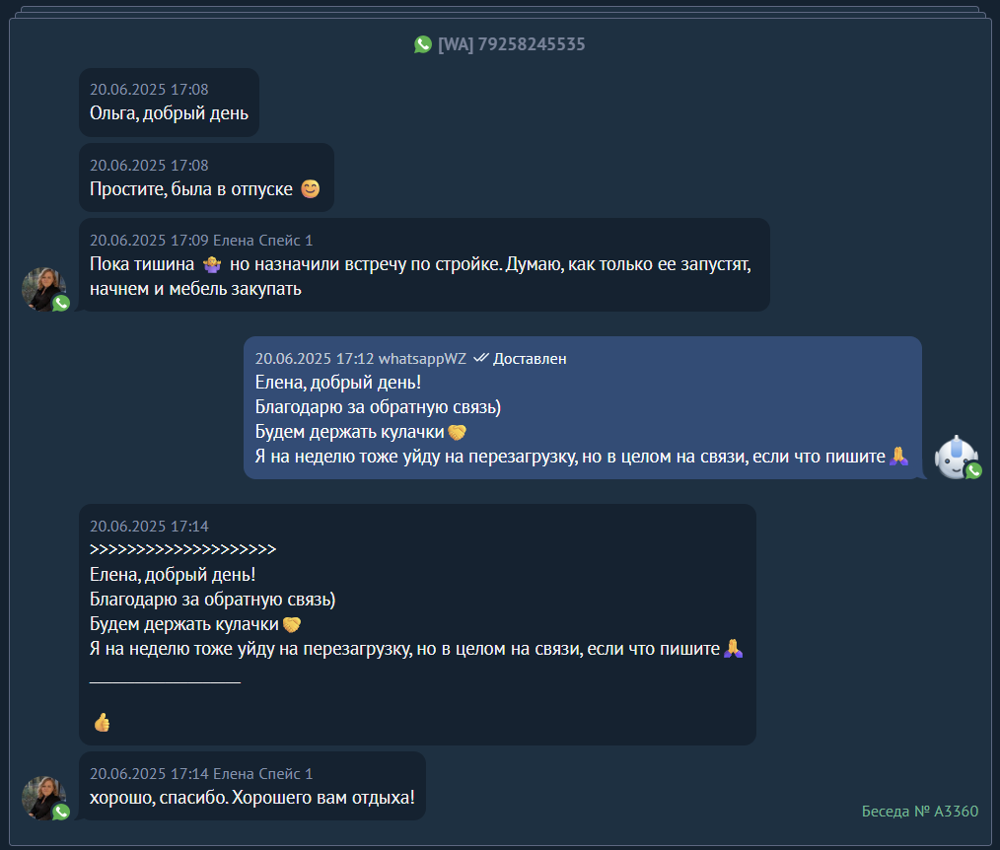 [WA] 79258245535
20.06.2025 17:08
Ольга, добрый день
20.06.2025 17:08
Простите, была в отпуске 😊
20.06.2025 17:09 Елена Спейс 1
Пока тишина 🤷‍♀️ но назначили встречу по стройке. Думаю, как только ее запустят,
начнем и мебель закупать
20.06.2025 17:12 whatsappWZ ✓✓ Доставлен
Елена, добрый день!
Благодарю за обратную связь)
Будем держать кулачки🤝
Я на неделю тоже уйду на перезагрузку, но в целом на связи, если что пишите🙏
20.06.2025 17:14
>>>>>>>>>>>>>>>>>>>>
Елена, добрый день!
Благодарю за обратную связь)
Будем держать кулачки🤝
Я на неделю тоже уйду на перезагрузку, но в целом на связи, если что пишите🙏
_________________
👍
20.06.2025 17:14 Елена Спейс 1
хорошо, спасибо. Хорошего вам отдыха!
Беседа № A3360